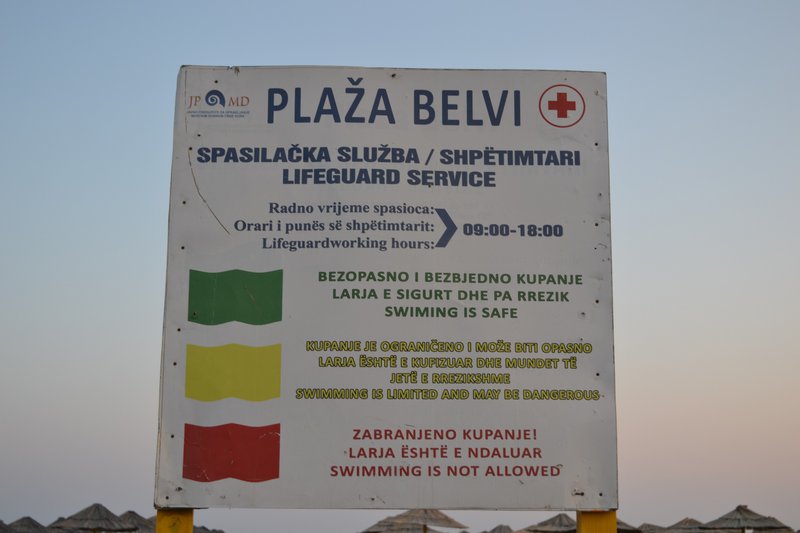 JP MD
PLAŽA BELVI
SPASILAČKA SLUŽBA / SHPËTIMTARI
LIFEGUARD SERVICE
Radno vrijeme spasioca:
Orari i punës së shpëtimtarit:
Lifeguardworking hours:
09:00-18:00
BEZOPASNO I BEZBJEDNO KUPANJE
LARJA E SIGURT DHE PA RREZIK
SWIMING IS SAFE
KUPANJE JE OGRANIČENO I MOŽE BITI OPASNO
LARJA ËSHTË E KUFIZUAR DHE MUNDET TË
JETË E RREZIKSHME
SWIMMING IS LIMITED AND MAY BE DANGEROUS
ZABRANJENO KUPANJE!
LARJA ËSHTË E NDALUAR
SWIMMING IS NOT ALLOWED